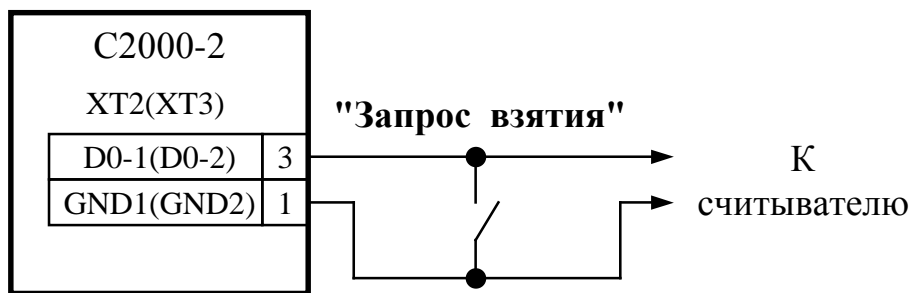 С2000-2
XT2(XT3)
"Запрос взятия"
D0-1(D0-2) 3
К
GND1(GND2) 1
считывателю